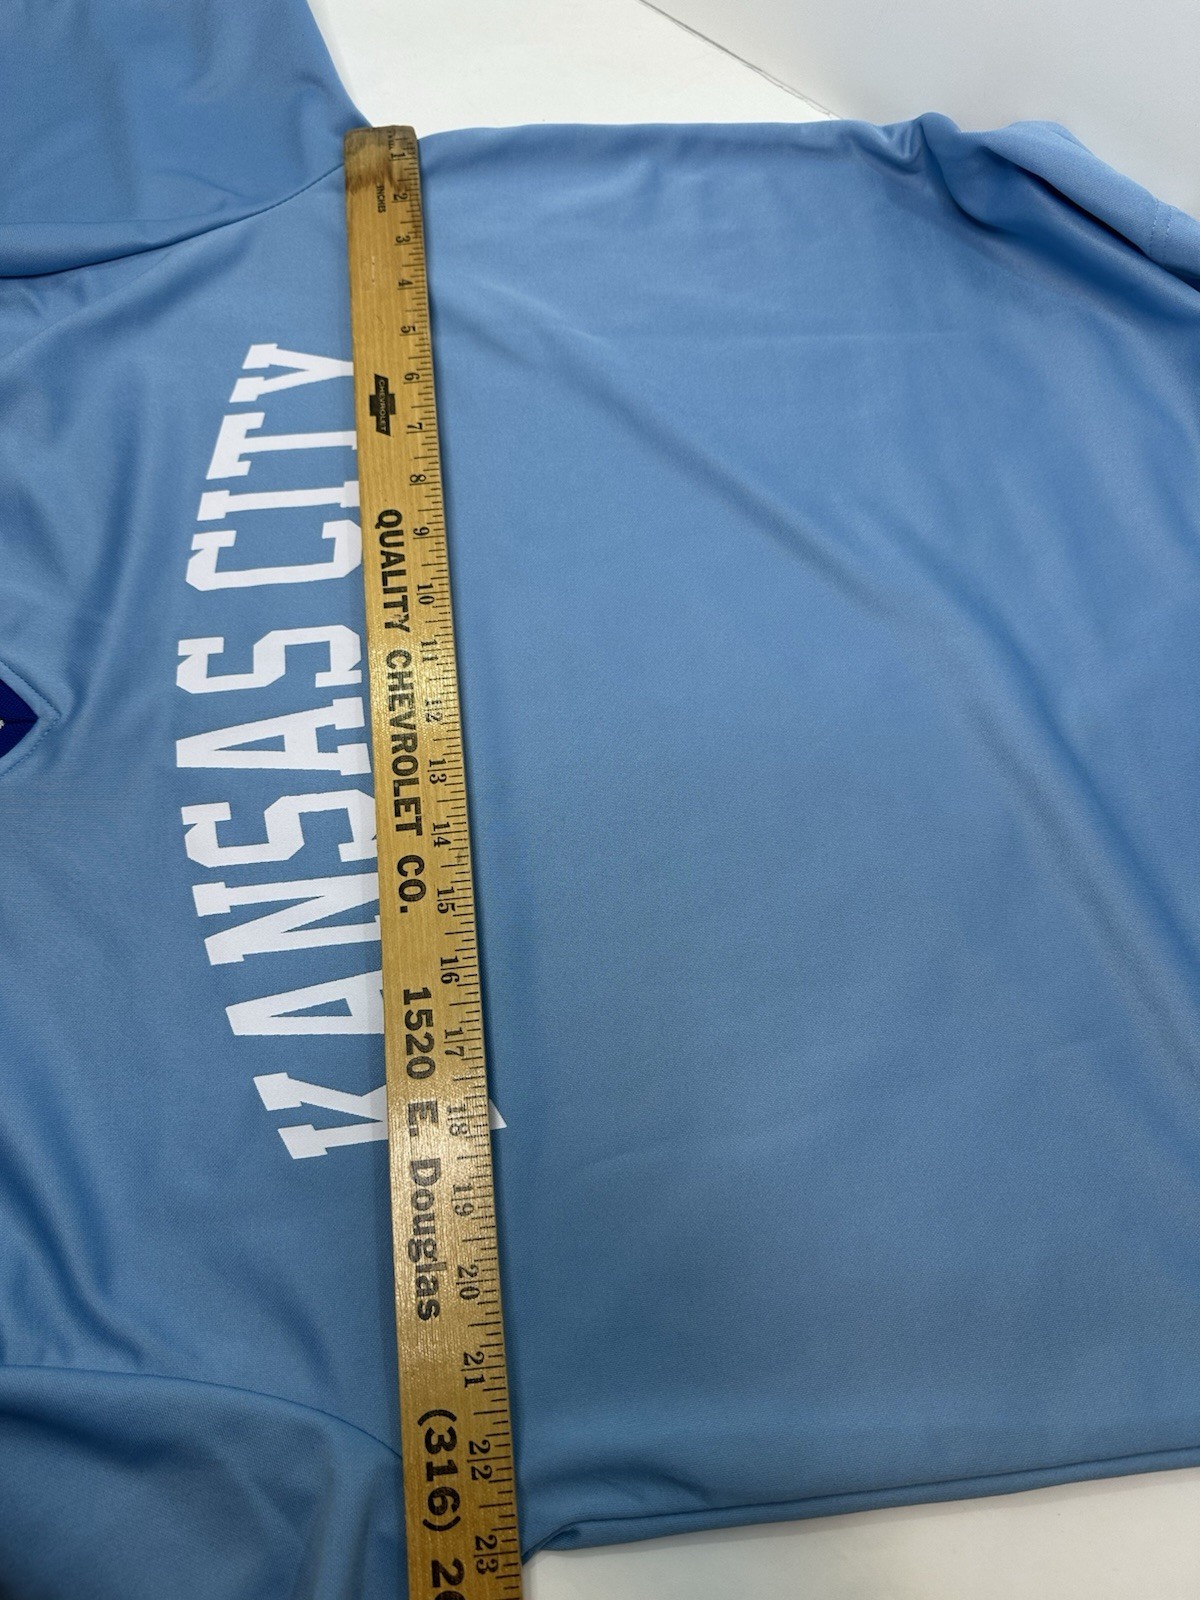 KANSAS CITY
INCHES
CHEVROLET
QUALITY CHEVROLET CO. 1520 E. Douglas (316) 2
1 2 3 4 5 6 7 8 9 10 11 12 13 14 15 16 17 18 19 20 21 22 23